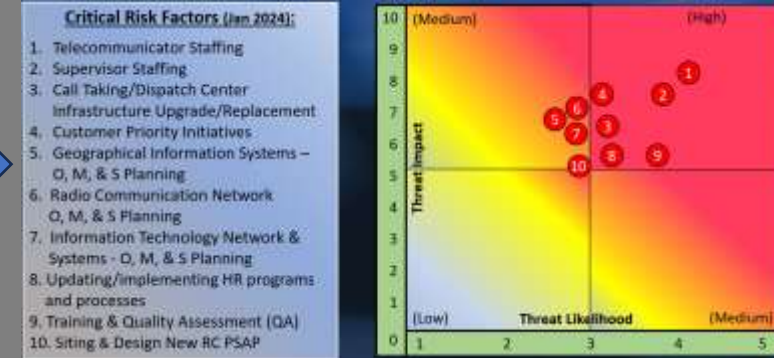 Critical Risk Factors (Jan 2024):
1. Telecommunicator Staffing
2. Supervisor Staffing
3. Call Taking/Dispatch Center
Infrastructure Upgrade/Replacement
4. Customer Priority Initiatives
5. Geographical Information Systems –
O, M, & S Planning
6. Radio Communication Network
O, M, & S Planning
7. Information Technology Network &
Systems - O, M, & S Planning
8. Updating/implementing HR programs
and processes
9. Training & Quality Assessment (QA)
10. Siting & Design New RC PSAP
10 (Medium) (High)
9
8
7
6
5
4
3
2
1
0
Threat Impact
1
2
4
6
5
3
7
8
9
10
(Low) Threat Likelihood (Medium)
1 2 3 4 5